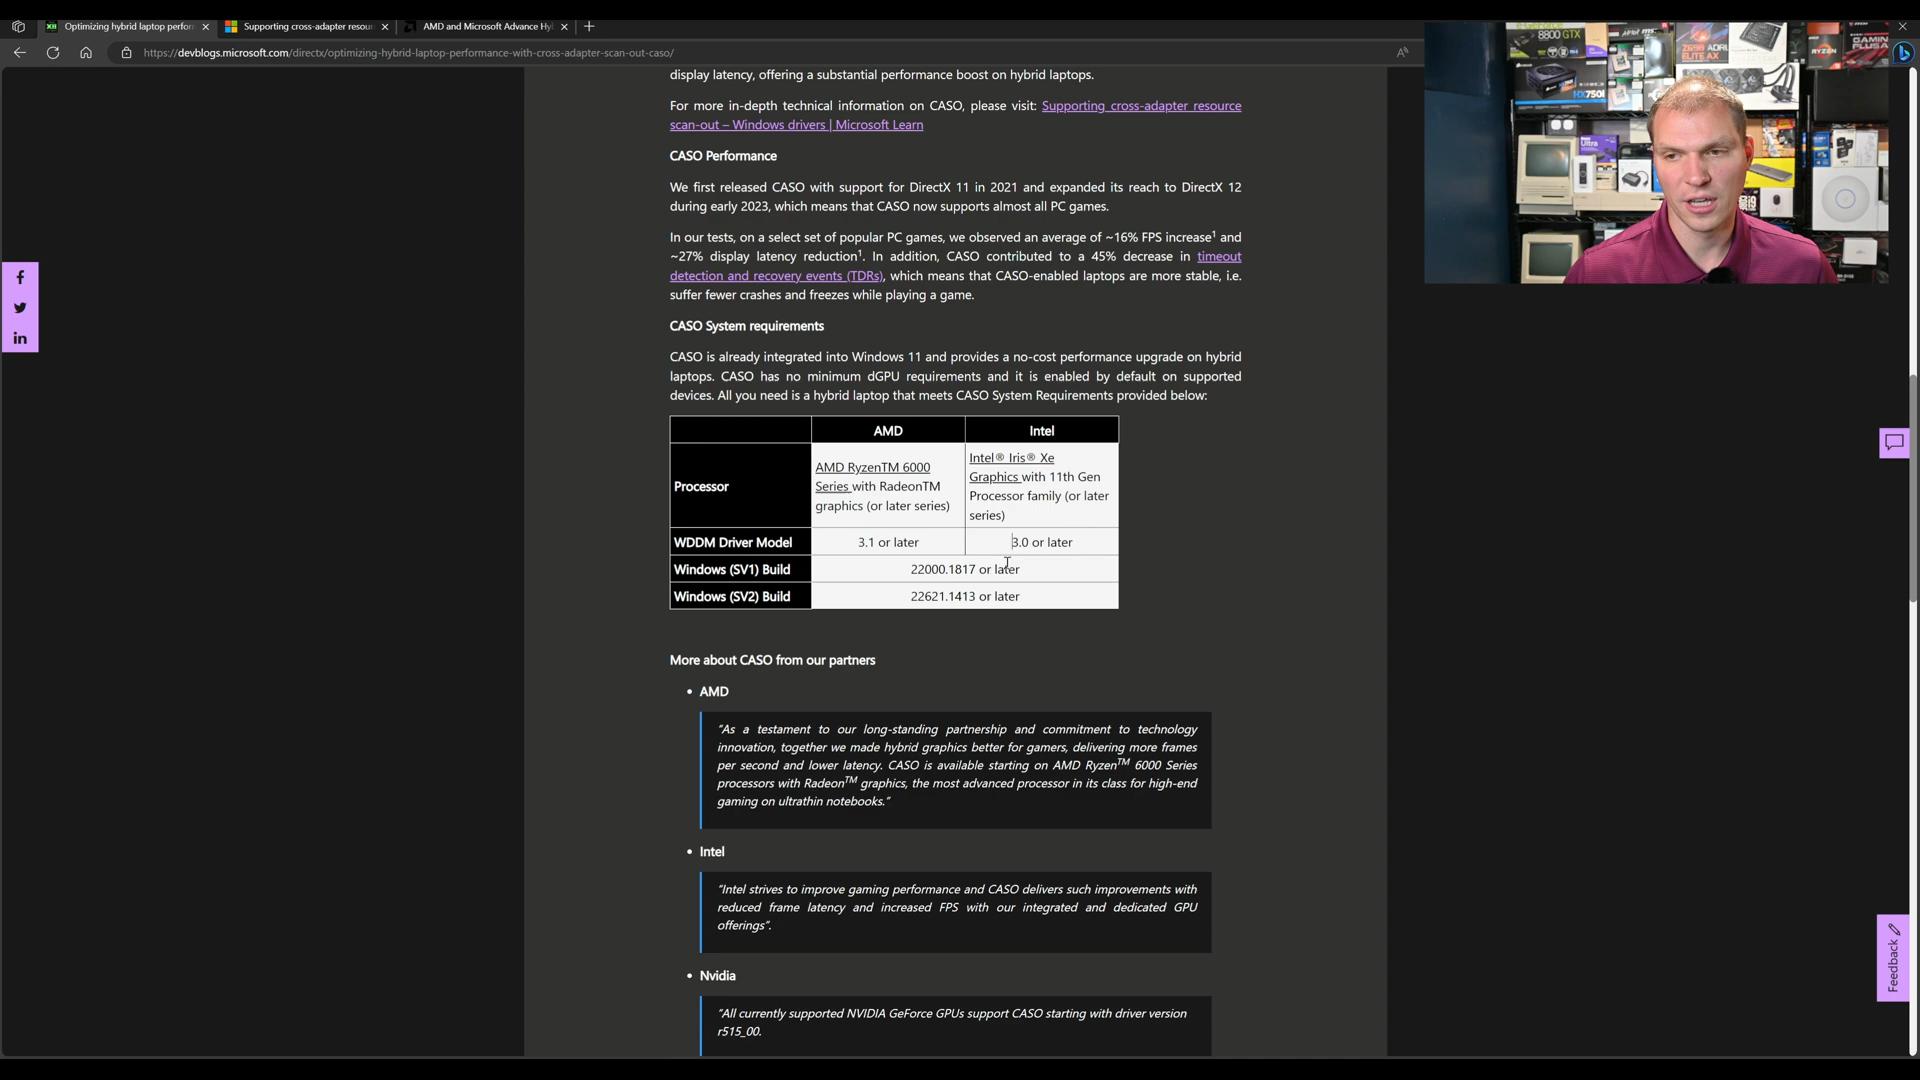 Optimizing hybrid laptop perfor
Supporting cross-adapter resour
AMD and Microsoft Advance Hy
https://devblogs.microsoft.com/directx/optimizing-hybrid-laptop-performance-with-cross-adapter-scan-out-caso/
display latency, offering a substantial performance boost on hybrid laptops.
For more in-depth technical information on CASO, please visit: Supporting cross-adapter resource
scan-out – Windows drivers | Microsoft Learn
CASO Performance
We first released CASO with support for DirectX 11 in 2021 and expanded its reach to DirectX 12
during early 2023, which means that CASO now supports almost all PC games.
In our tests, on a select set of popular PC games, we observed an average of ~16% FPS increase¹ and
~27% display latency reduction¹. In addition, CASO contributed to a 45% decrease in timeout
detection and recovery events (TDRs), which means that CASO-enabled laptops are more stable, i.e.
suffer fewer crashes and freezes while playing a game.
CASO System requirements
CASO is already integrated into Windows 11 and provides a no-cost performance upgrade on hybrid
laptops. CASO has no minimum dGPU requirements and it is enabled by default on supported
devices. All you need is a hybrid laptop that meets CASO System Requirements provided below:
AMD
Intel
Processor
AMD RyzenTM 6000
Series with RadeonTM
graphics (or later series)
Intel® Iris® Xe
Graphics with 11th Gen
Processor family (or later
series)
WDDM Driver Model
3.1 or later
3.0 or later
Windows (SV1) Build
22000.1817 or later
Windows (SV2) Build
22621.1413 or later
More about CASO from our partners
• AMD
"As a testament to our long-standing partnership and commitment to technology
innovation, together we made hybrid graphics better for gamers, delivering more frames
per second and lower latency. CASO is available starting on AMD Ryzen™ 6000 Series
processors with Radeon™ graphics, the most advanced processor in its class for high-end
gaming on ultrathin notebooks."
• Intel
"Intel strives to improve gaming performance and CASO delivers such improvements with
reduced frame latency and increased FPS with our integrated and dedicated GPU
offerings".
• Nvidia
"All currently supported NVIDIA GeForce GPUs support CASO starting with driver version
r515_00.
Feedback
8800 GTX
HX750i
Ultra
RYZEN
GAMING